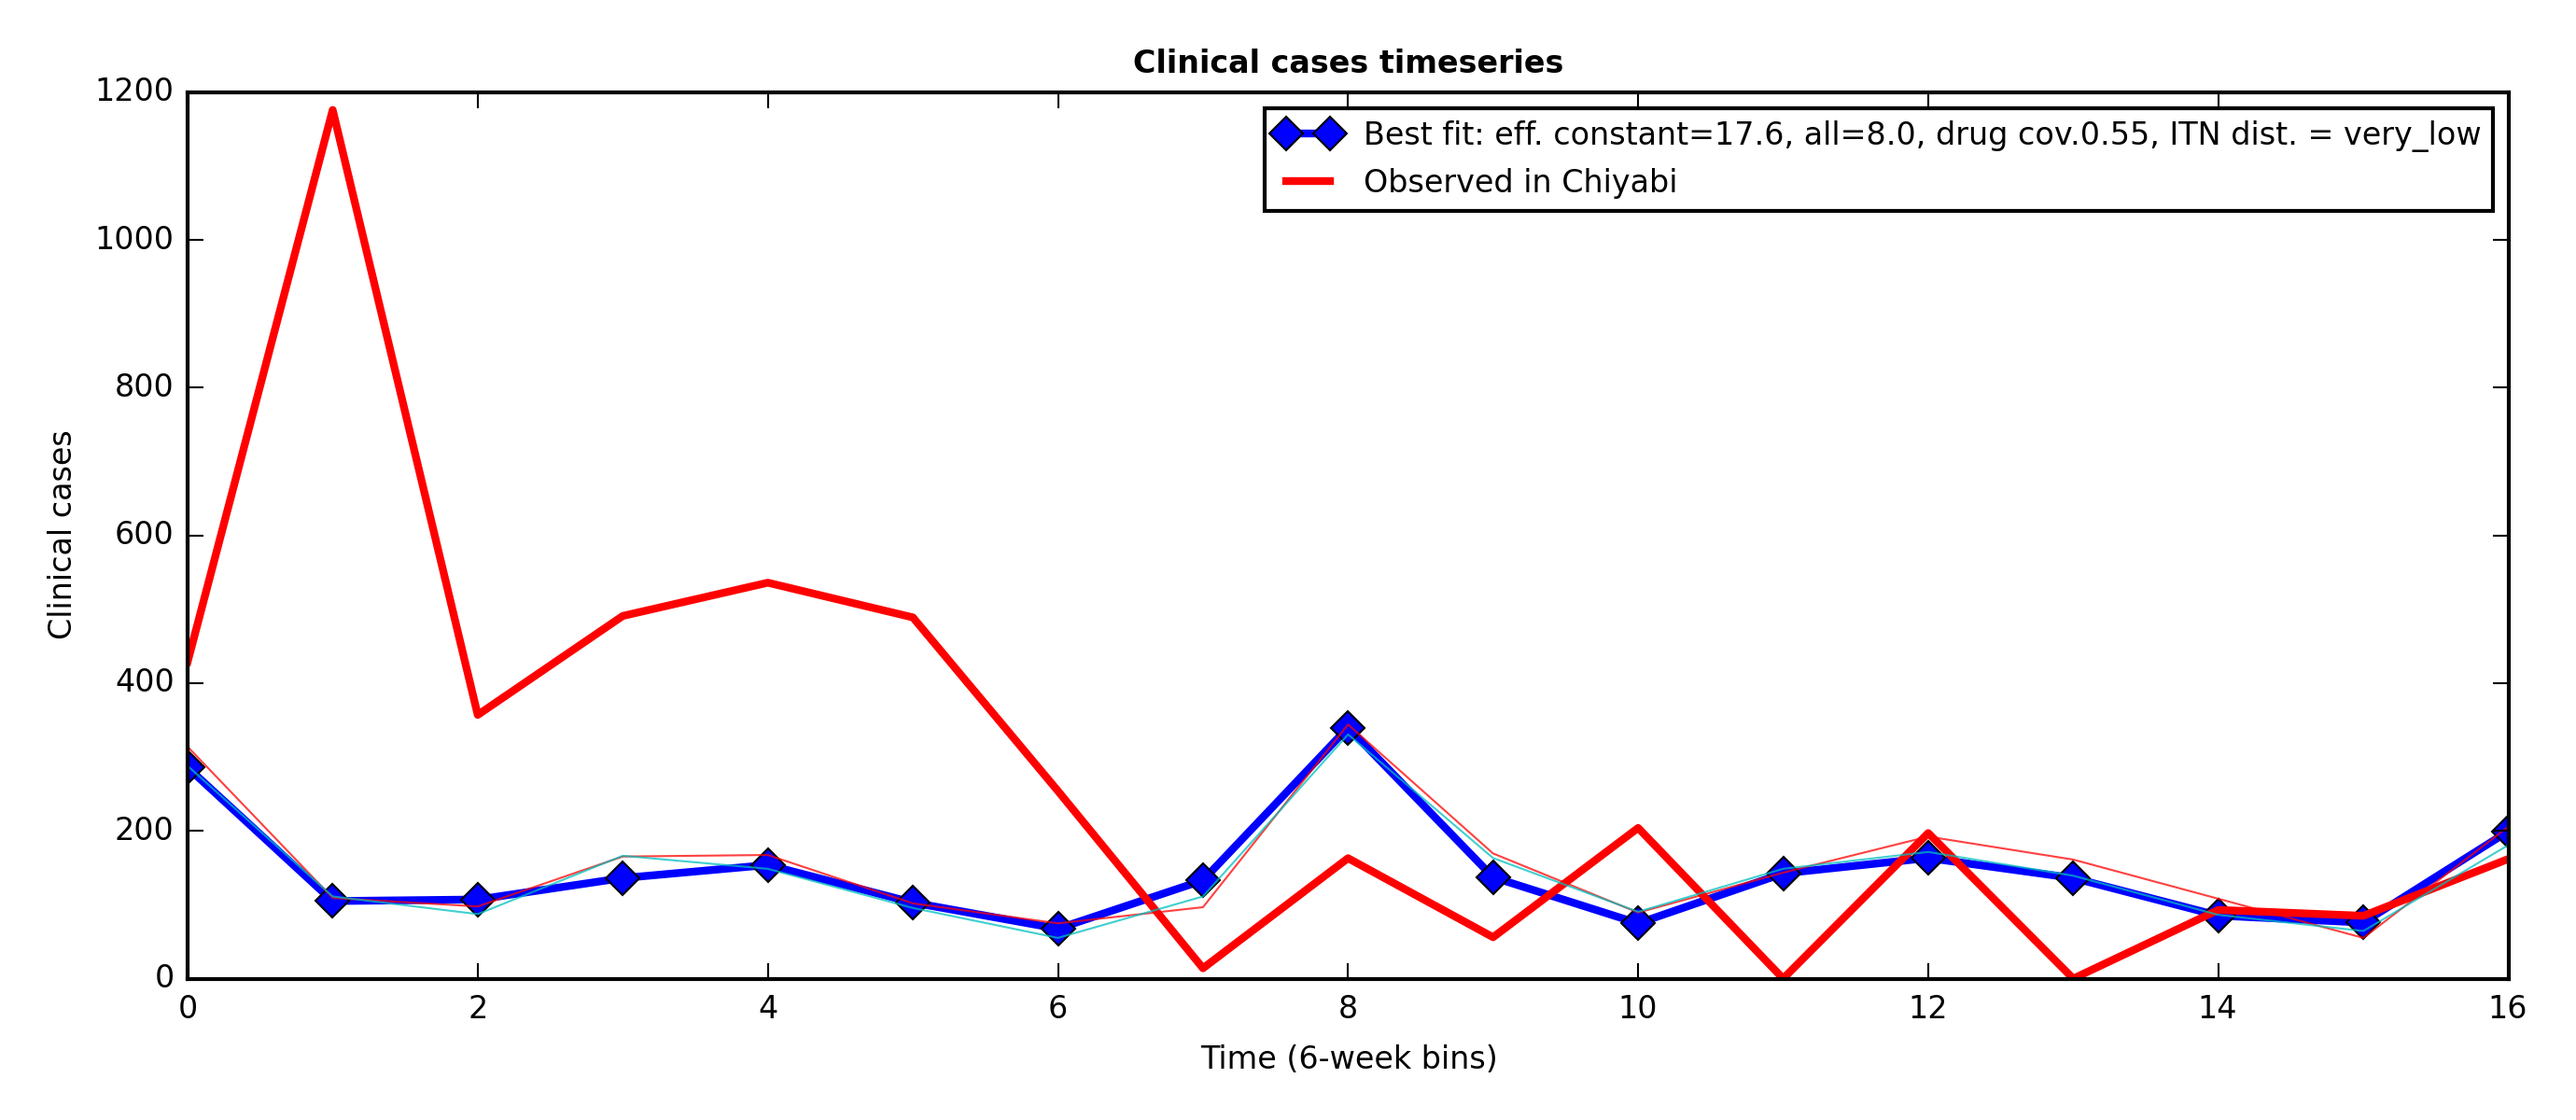 Clinical cases timeseries
Best fit: eff. constant=17.6, all=8.0, drug cov.0.55, ITN dist. = very_low
Observed in Chiyabi
1200
1000
800
600
400
200
0
Clinical cases
0 2 4 6 8 10 12 14 16
Time (6-week bins)